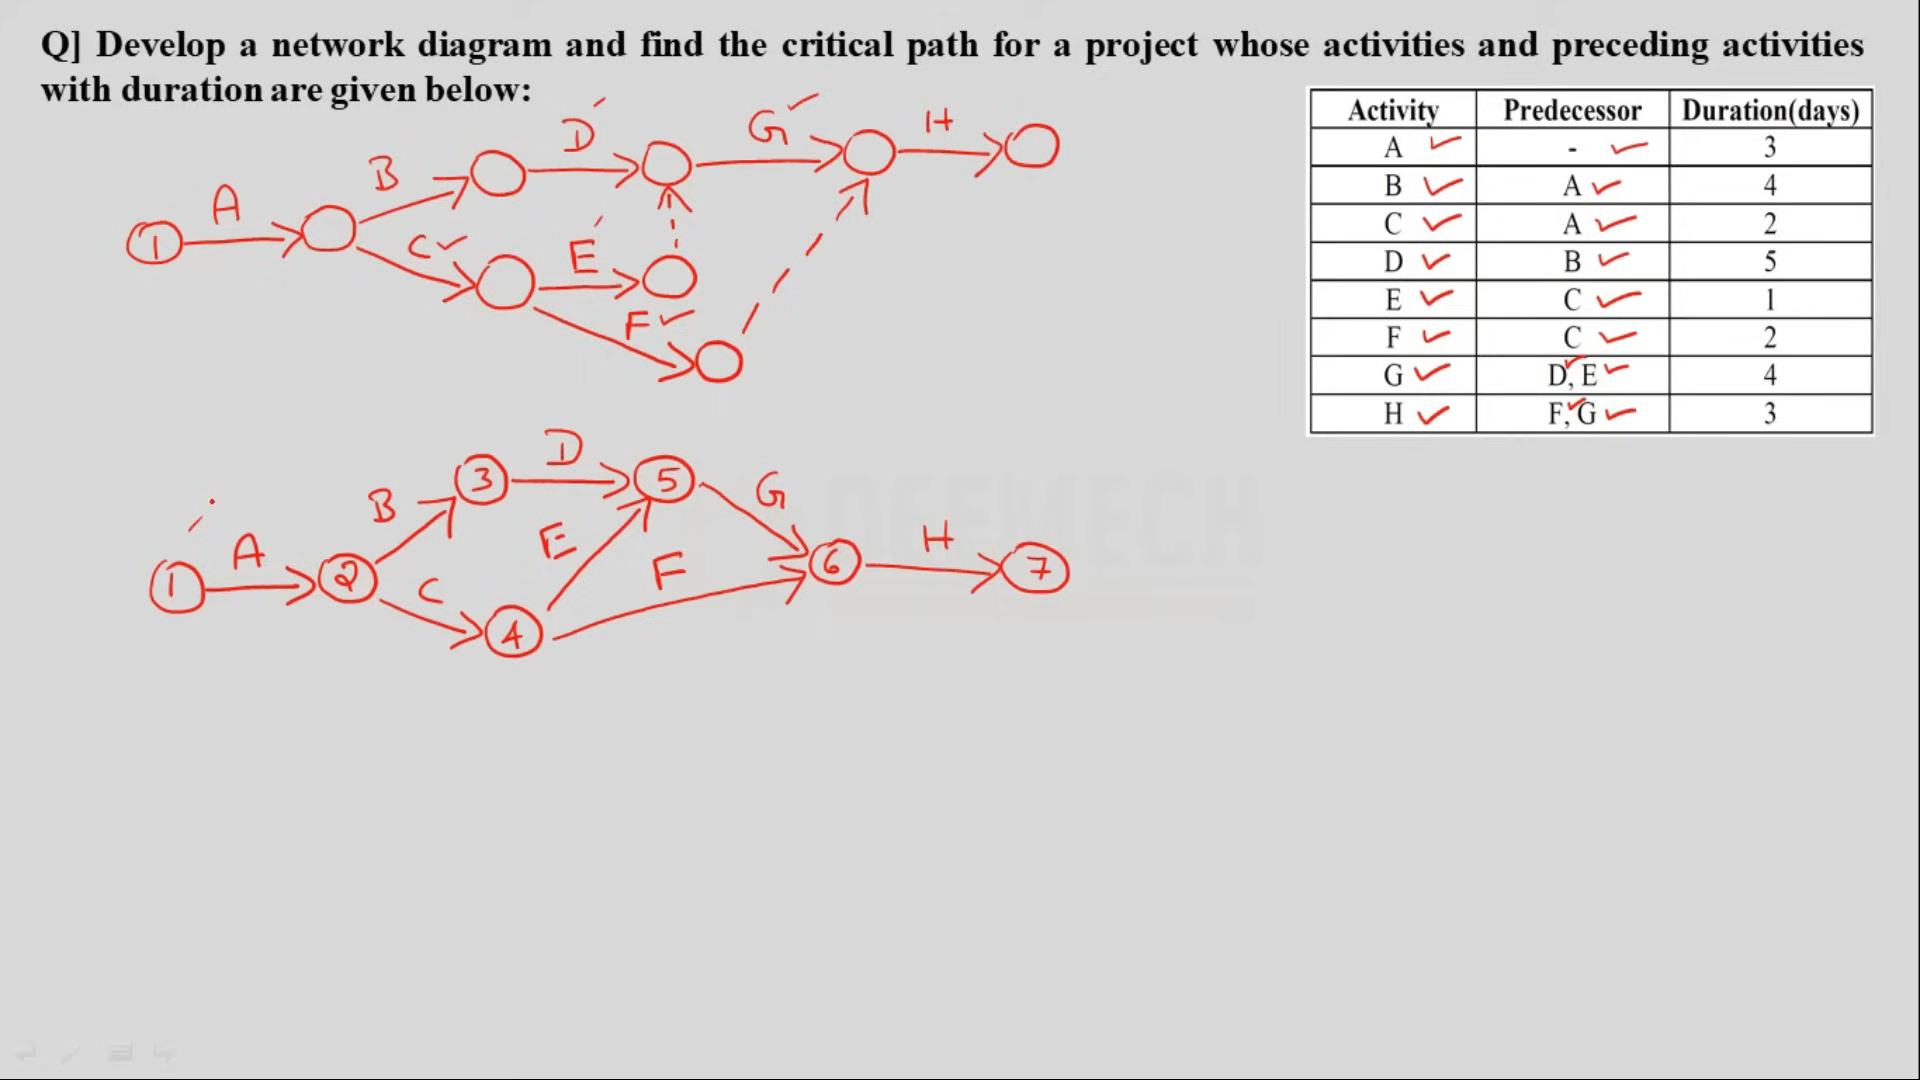 Q] Develop a network diagram and find the critical path for a project whose activities and preceding activities
with duration are given below:
Activity Predecessor Duration(days)
A - 3
B A 4
C A 2
D B 5
E C 1
F C 2
G D, E 4
H F, G 3
A B D G H
1 C E F
A B D G H
1 2 3 5 6 7
C E F
4
DEEMECH